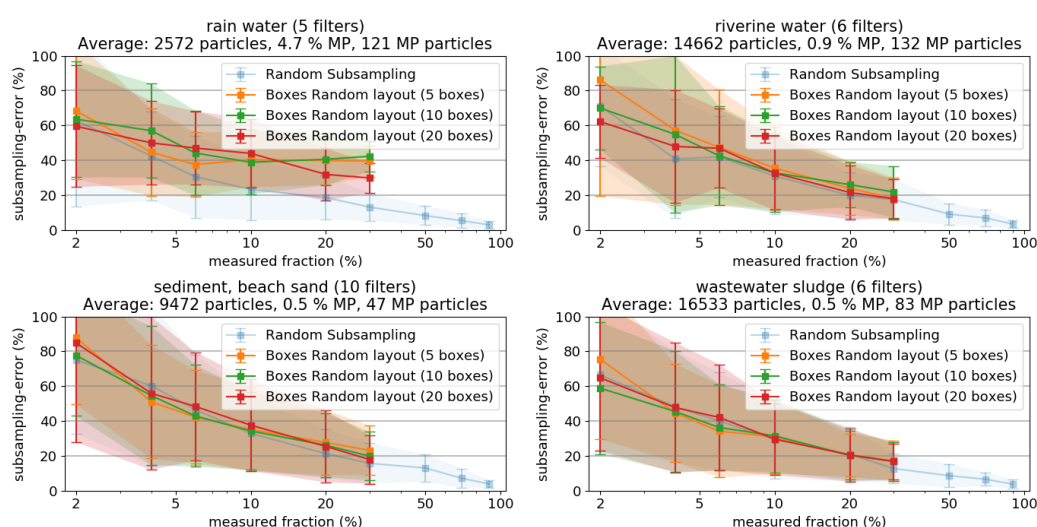 rain water (5 filters)
Average: 2572 particles, 4.7 % MP, 121 MP particles
subsampling-error (%)
100
80
60
40
20
0
Random Subsampling
Boxes Random layout (5 boxes)
Boxes Random layout (10 boxes)
Boxes Random layout (20 boxes)
2
5
10
20
50
100
measured fraction (%)
riverine water (6 filters)
Average: 14662 particles, 0.9 % MP, 132 MP particles
subsampling-error (%)
100
80
60
40
20
0
Random Subsampling
Boxes Random layout (5 boxes)
Boxes Random layout (10 boxes)
Boxes Random layout (20 boxes)
2
5
10
20
50
100
measured fraction (%)
sediment, beach sand (10 filters)
Average: 9472 particles, 0.5 % MP, 47 MP particles
subsampling-error (%)
100
80
60
40
20
0
Random Subsampling
Boxes Random layout (5 boxes)
Boxes Random layout (10 boxes)
Boxes Random layout (20 boxes)
2
5
10
20
50
100
measured fraction (%)
wastewater sludge (6 filters)
Average: 16533 particles, 0.5 % MP, 83 MP particles
subsampling-error (%)
100
80
60
40
20
0
Random Subsampling
Boxes Random layout (5 boxes)
Boxes Random layout (10 boxes)
Boxes Random layout (20 boxes)
2
5
10
20
50
100
measured fraction (%)